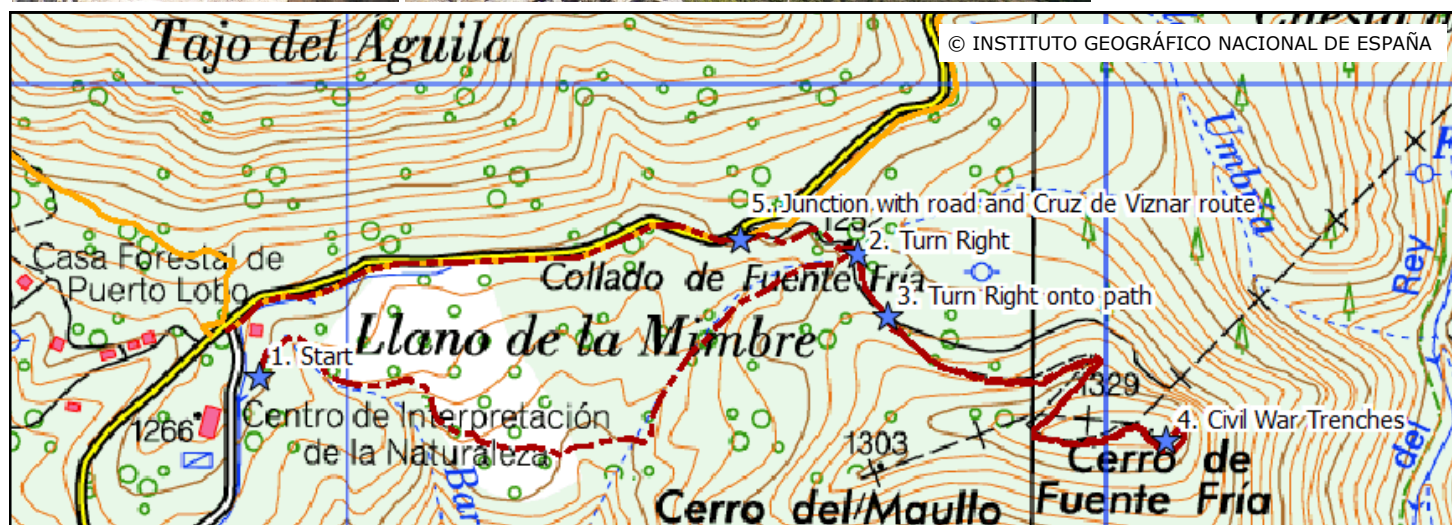 Tajo del Águila
© INSTITUTO GEOGRÁFICO NACIONAL DE ESPAÑA
Umbría
5. Junction with road and Cruz de Viznar route
2. Turn Right
Casa Forestal de
Puerto Lobo
Collado de Fuente Fría
3. Turn Right onto path
Rey
Llano de la Mimbre
1. Start
1329
Centro de Interpretación
de la Naturaleza
1266
4. Civil War Trenches
1303
del
Cerro de
Fuente Fría
Cerro del Maullo
Bar